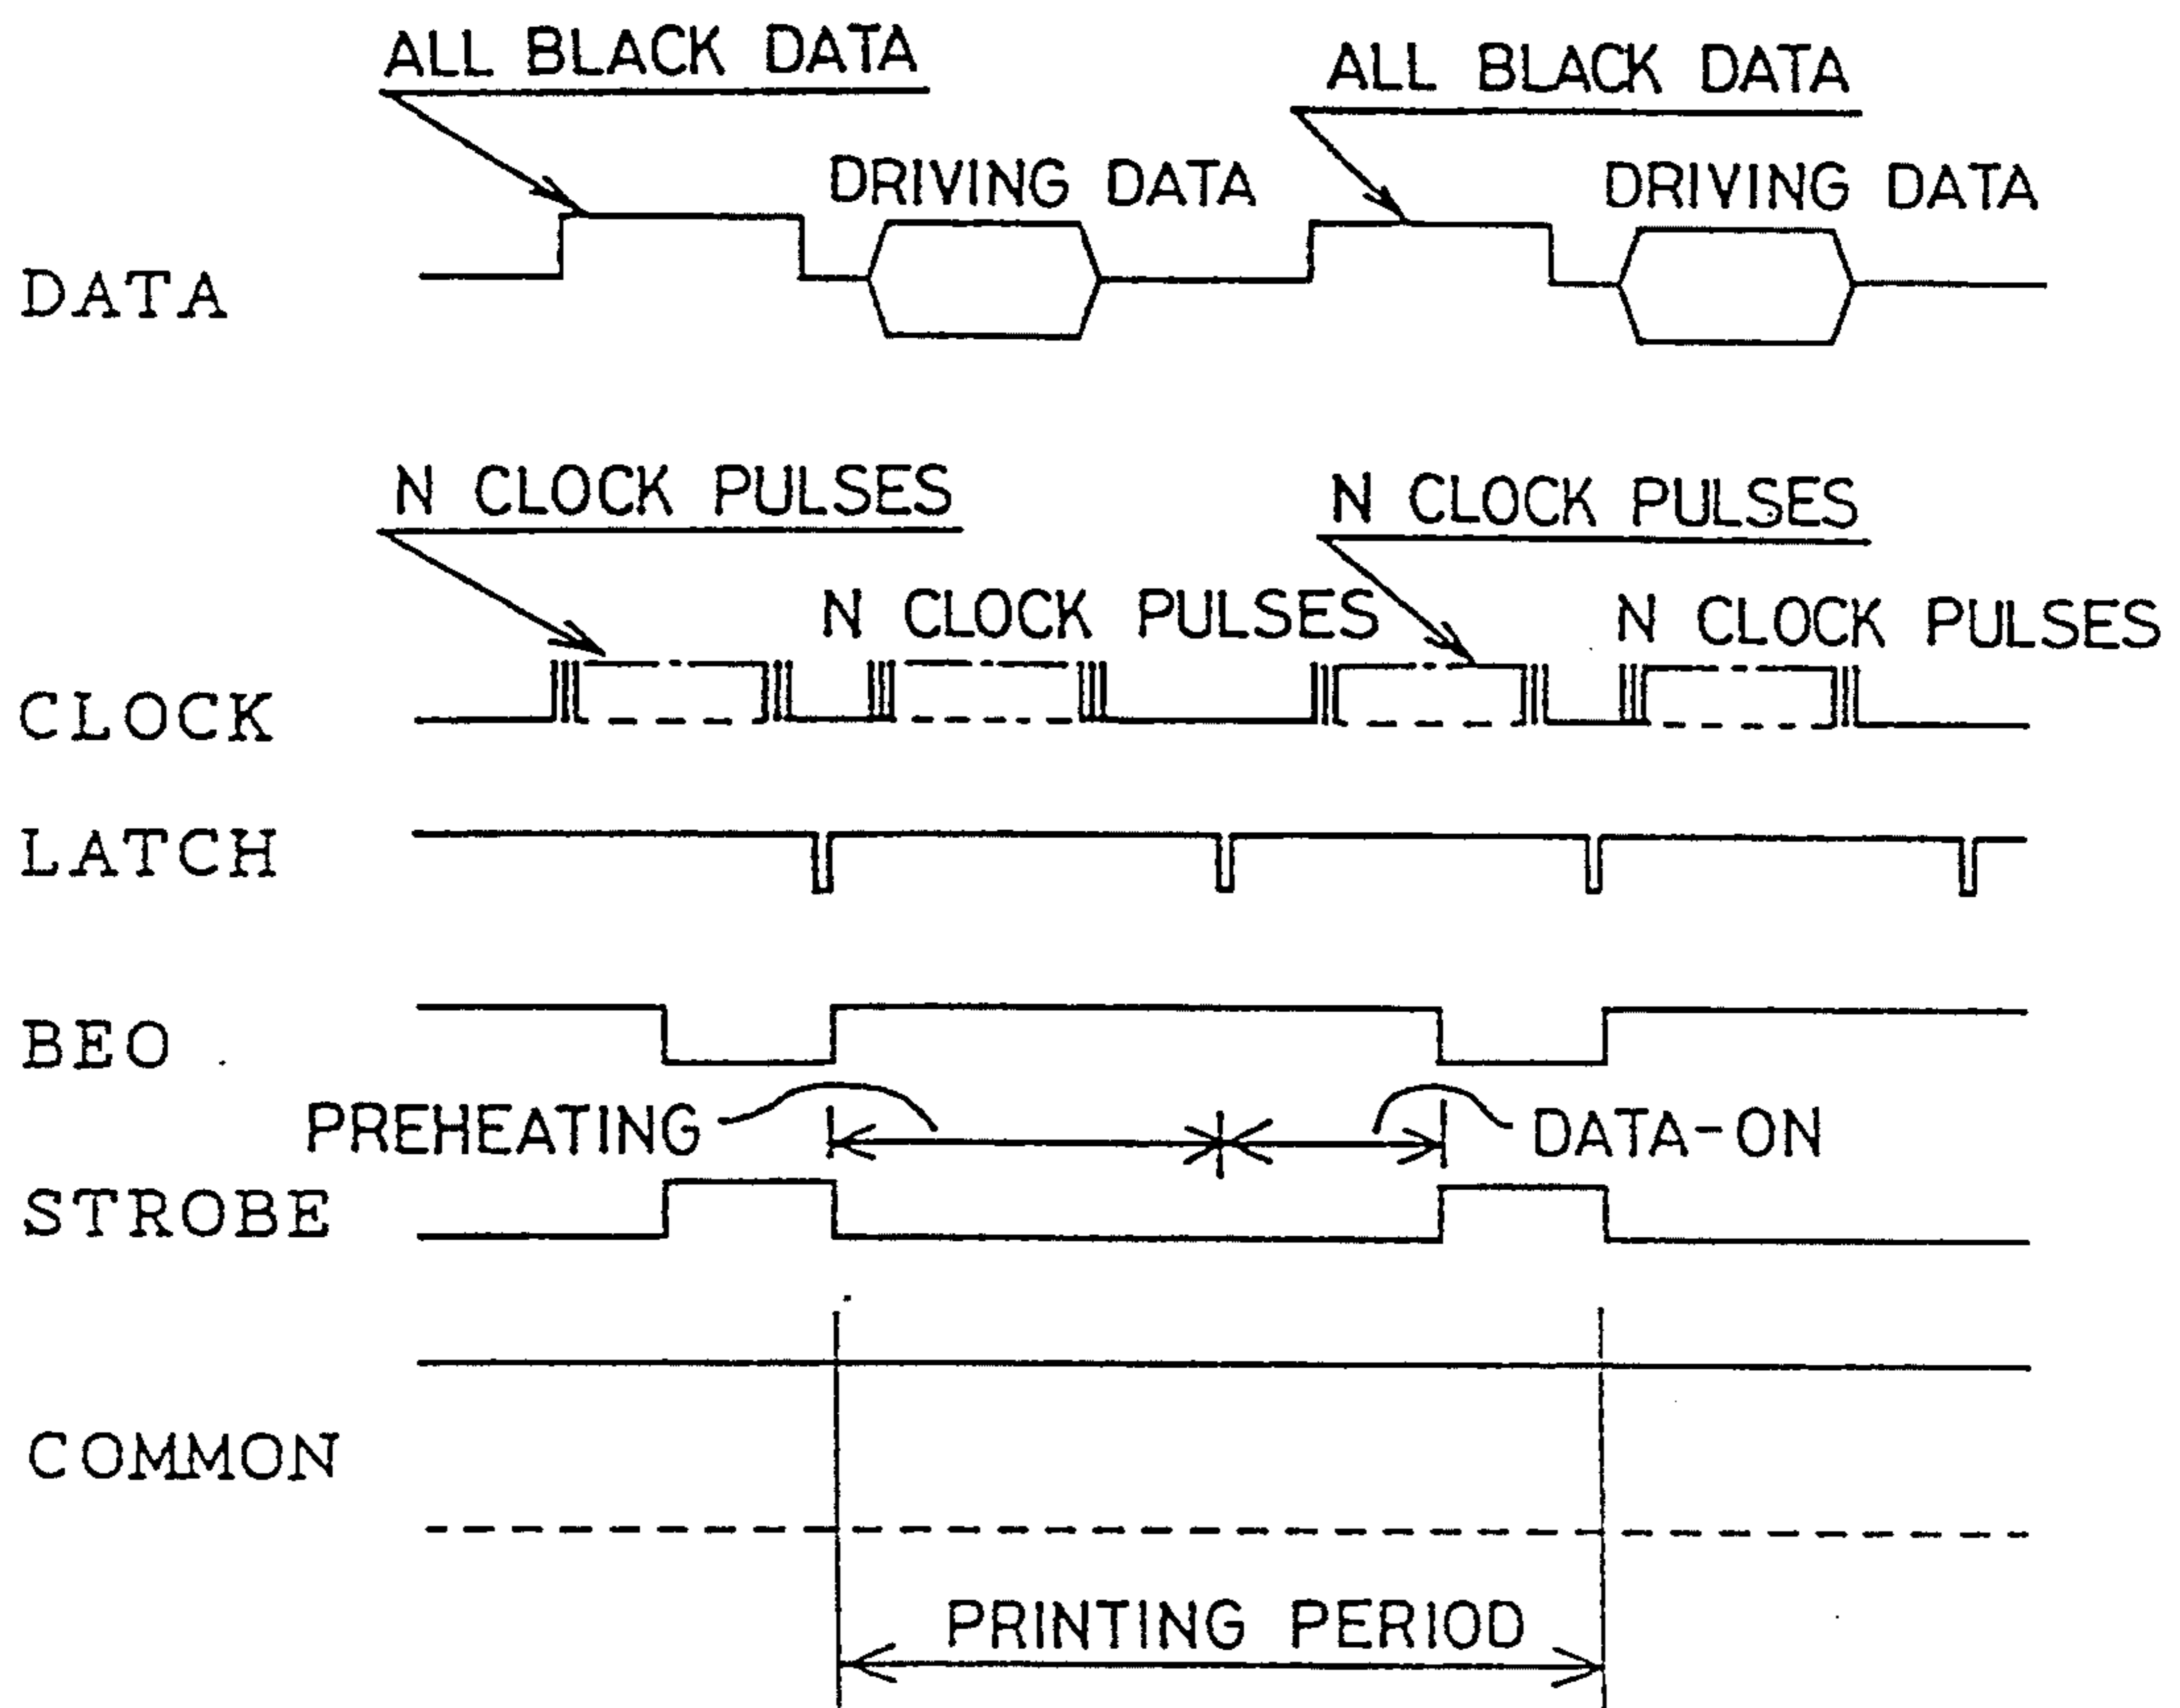 ALL BLACK DATA
ALL BLACK DATA
DRIVING DATA
DRIVING DATA
DATA
N CLOCK PULSES
N CLOCK PULSES
N CLOCK PULSES
N CLOCK PULSES
CLOCK
LATCH
BEO
PREHEATING
DATA-ON
STROBE
COMMON
PRINTING PERIOD